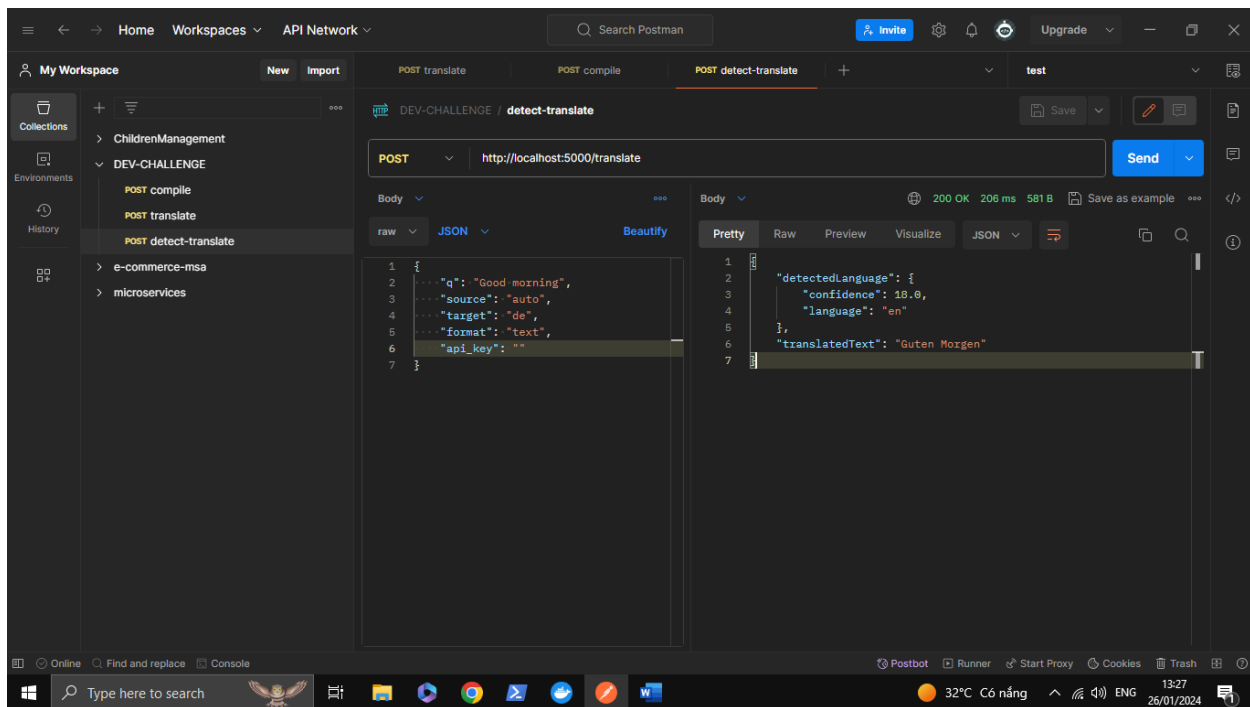 Home Workspaces API Network Search Postman Invite Upgrade
My Workspace New Import POST translate POST compile POST detect-translate test
Collections
Environments
History
ChildrenManagement
DEV-CHALLENGE
POST compile
POST translate
POST detect-translate
e-commerce-msa
microservices
HTTP DEV-CHALLENGE / detect-translate Save
POST http://localhost:5000/translate Send
Body
raw JSON Beautify
1 {
2 "q": "Good morning",
3 "source": "auto",
4 "target": "de",
5 "format": "text",
6 "api_key": ""
7 }
Body 200 OK 206 ms 581 B Save as example
Pretty Raw Preview Visualize JSON
1 {
2 "detectedLanguage": {
3 "confidence": 18.0,
4 "language": "en"
5 },
6 "translatedText": "Guten Morgen"
7 }
Online Find and replace Console Postbot Runner Start Proxy Cookies Trash
Type here to search 32°C Có nắng ENG 13:27
26/01/2024